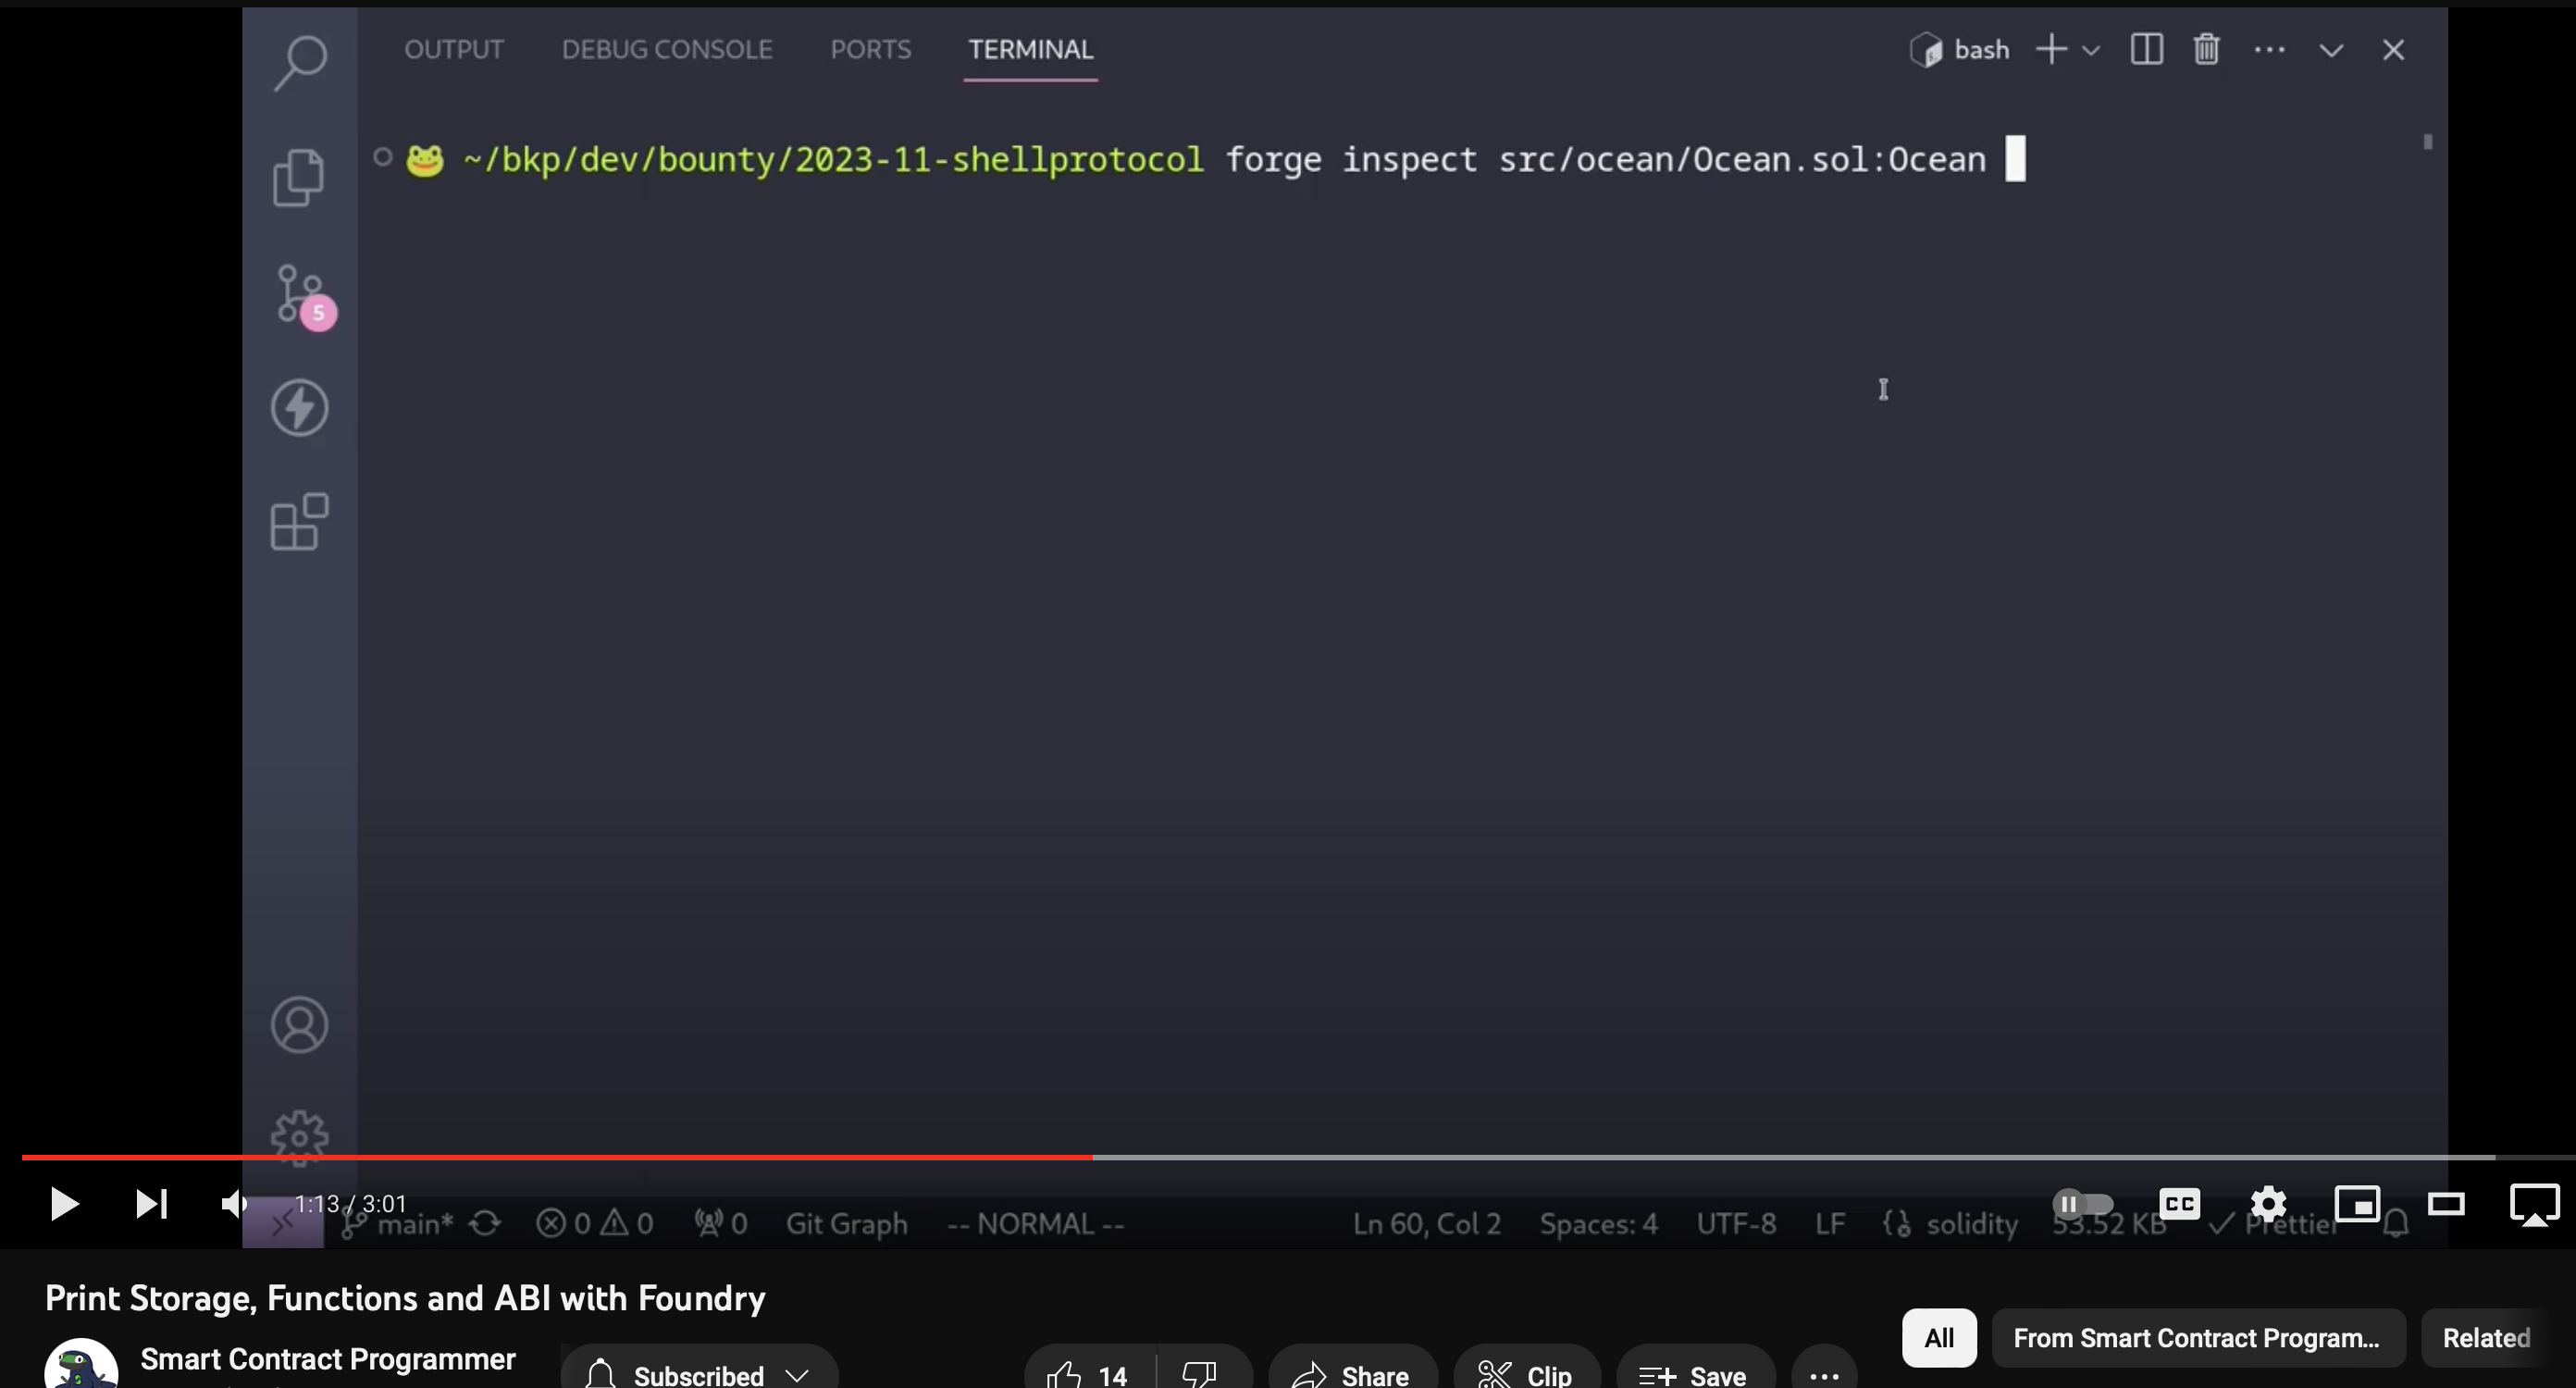 OUTPUT DEBUG CONSOLE PORTS TERMINAL bash
~/bkp/dev/bounty/2023-11-shellprotocol forge inspect src/ocean/Ocean.sol:Ocean
5
1:13 / 3:01 CC
main* 0 0 0 Git Graph -- NORMAL -- Ln 60, Col 2 Spaces: 4 UTF-8 LF solidity 53.52 KB Prettier
Print Storage, Functions and ABI with Foundry
All From Smart Contract Program... Related
Smart Contract Programmer
Subscribed 14 Share Clip Save